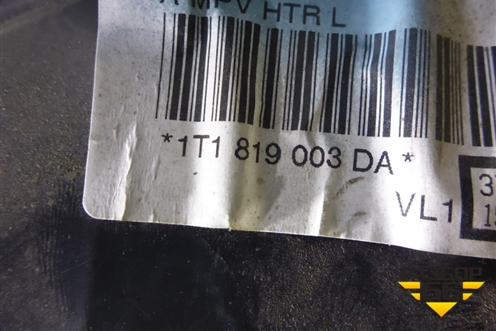 A MPV HTR L
*1T1 819 003 DA*
VL1